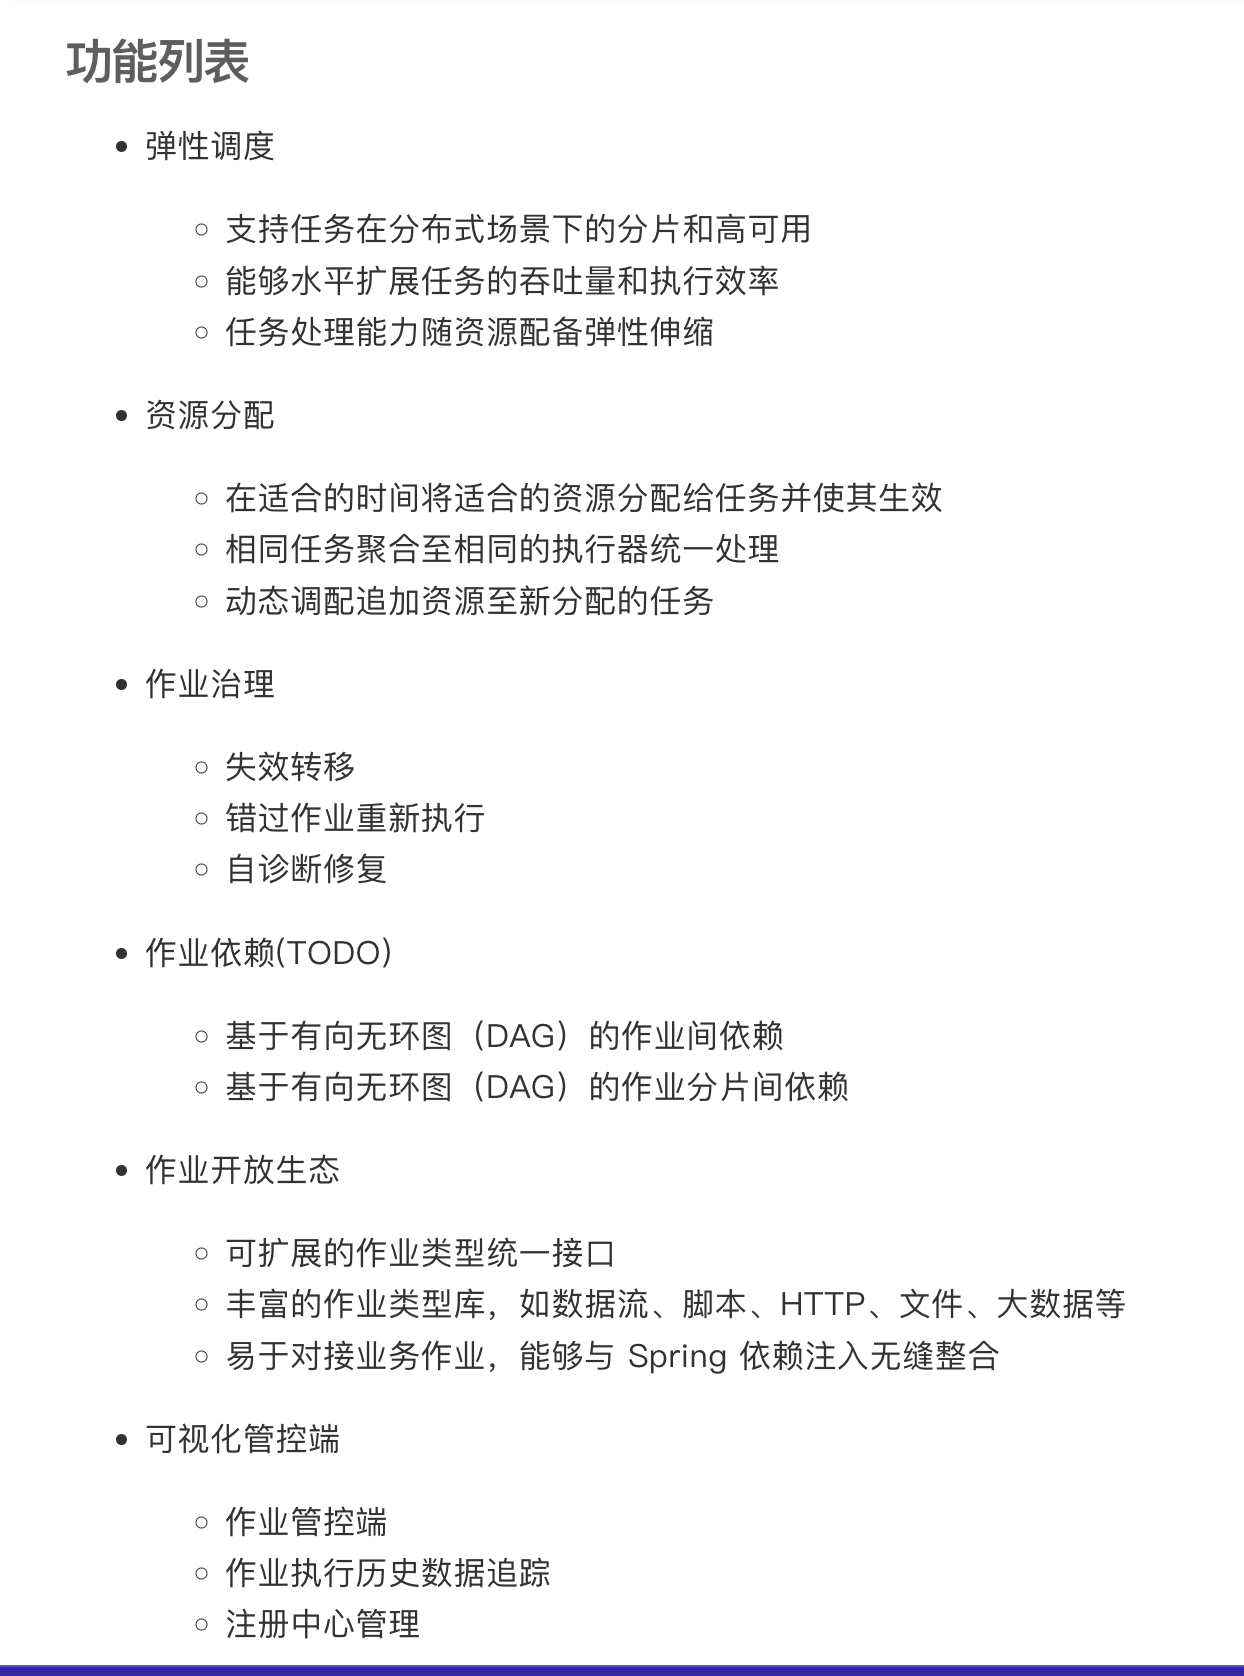 功能列表
弹性调度
支持任务在分布式场景下的分片和高可用
能够水平扩展任务的吞吐量和执行效率
任务处理能力随资源配备弹性伸缩
资源分配
在适合的时间将适合的资源分配给任务并使其生效
相同任务聚合至相同的执行器统一处理
动态调配追加资源至新分配的任务
作业治理
失效转移
错过作业重新执行
自诊断修复
作业依赖(TODO)
基于有向无环图（DAG）的作业间依赖
基于有向无环图（DAG）的作业分片间依赖
作业开放生态
可扩展的作业类型统一接口
丰富的作业类型库，如数据流、脚本、HTTP、文件、大数据等
易于对接业务作业，能够与 Spring 依赖注入无缝整合
可视化管控端
作业管控端
作业执行历史数据追踪
注册中心管理